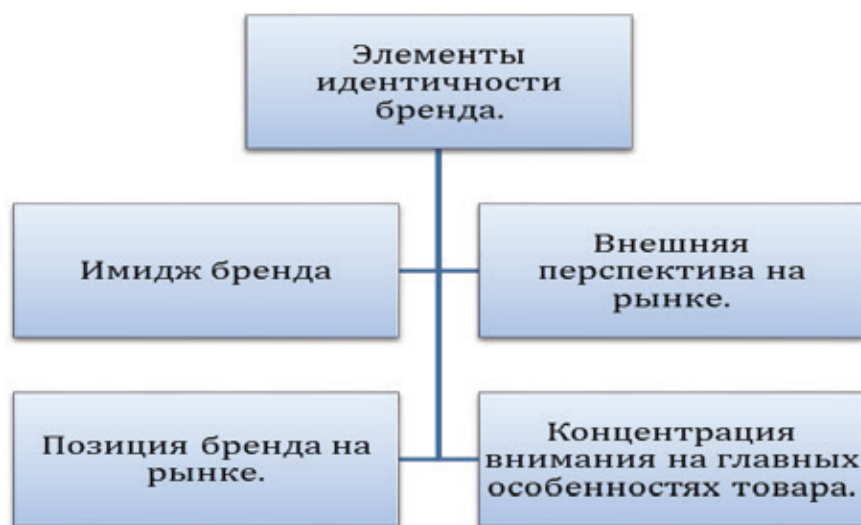 Элементы
идентичности
бренда.
Имидж бренда
Внешняя
перспектива на
рынке.
Позиция бренда на
рынке.
Концентрация
внимания на главных
особенностях товара.